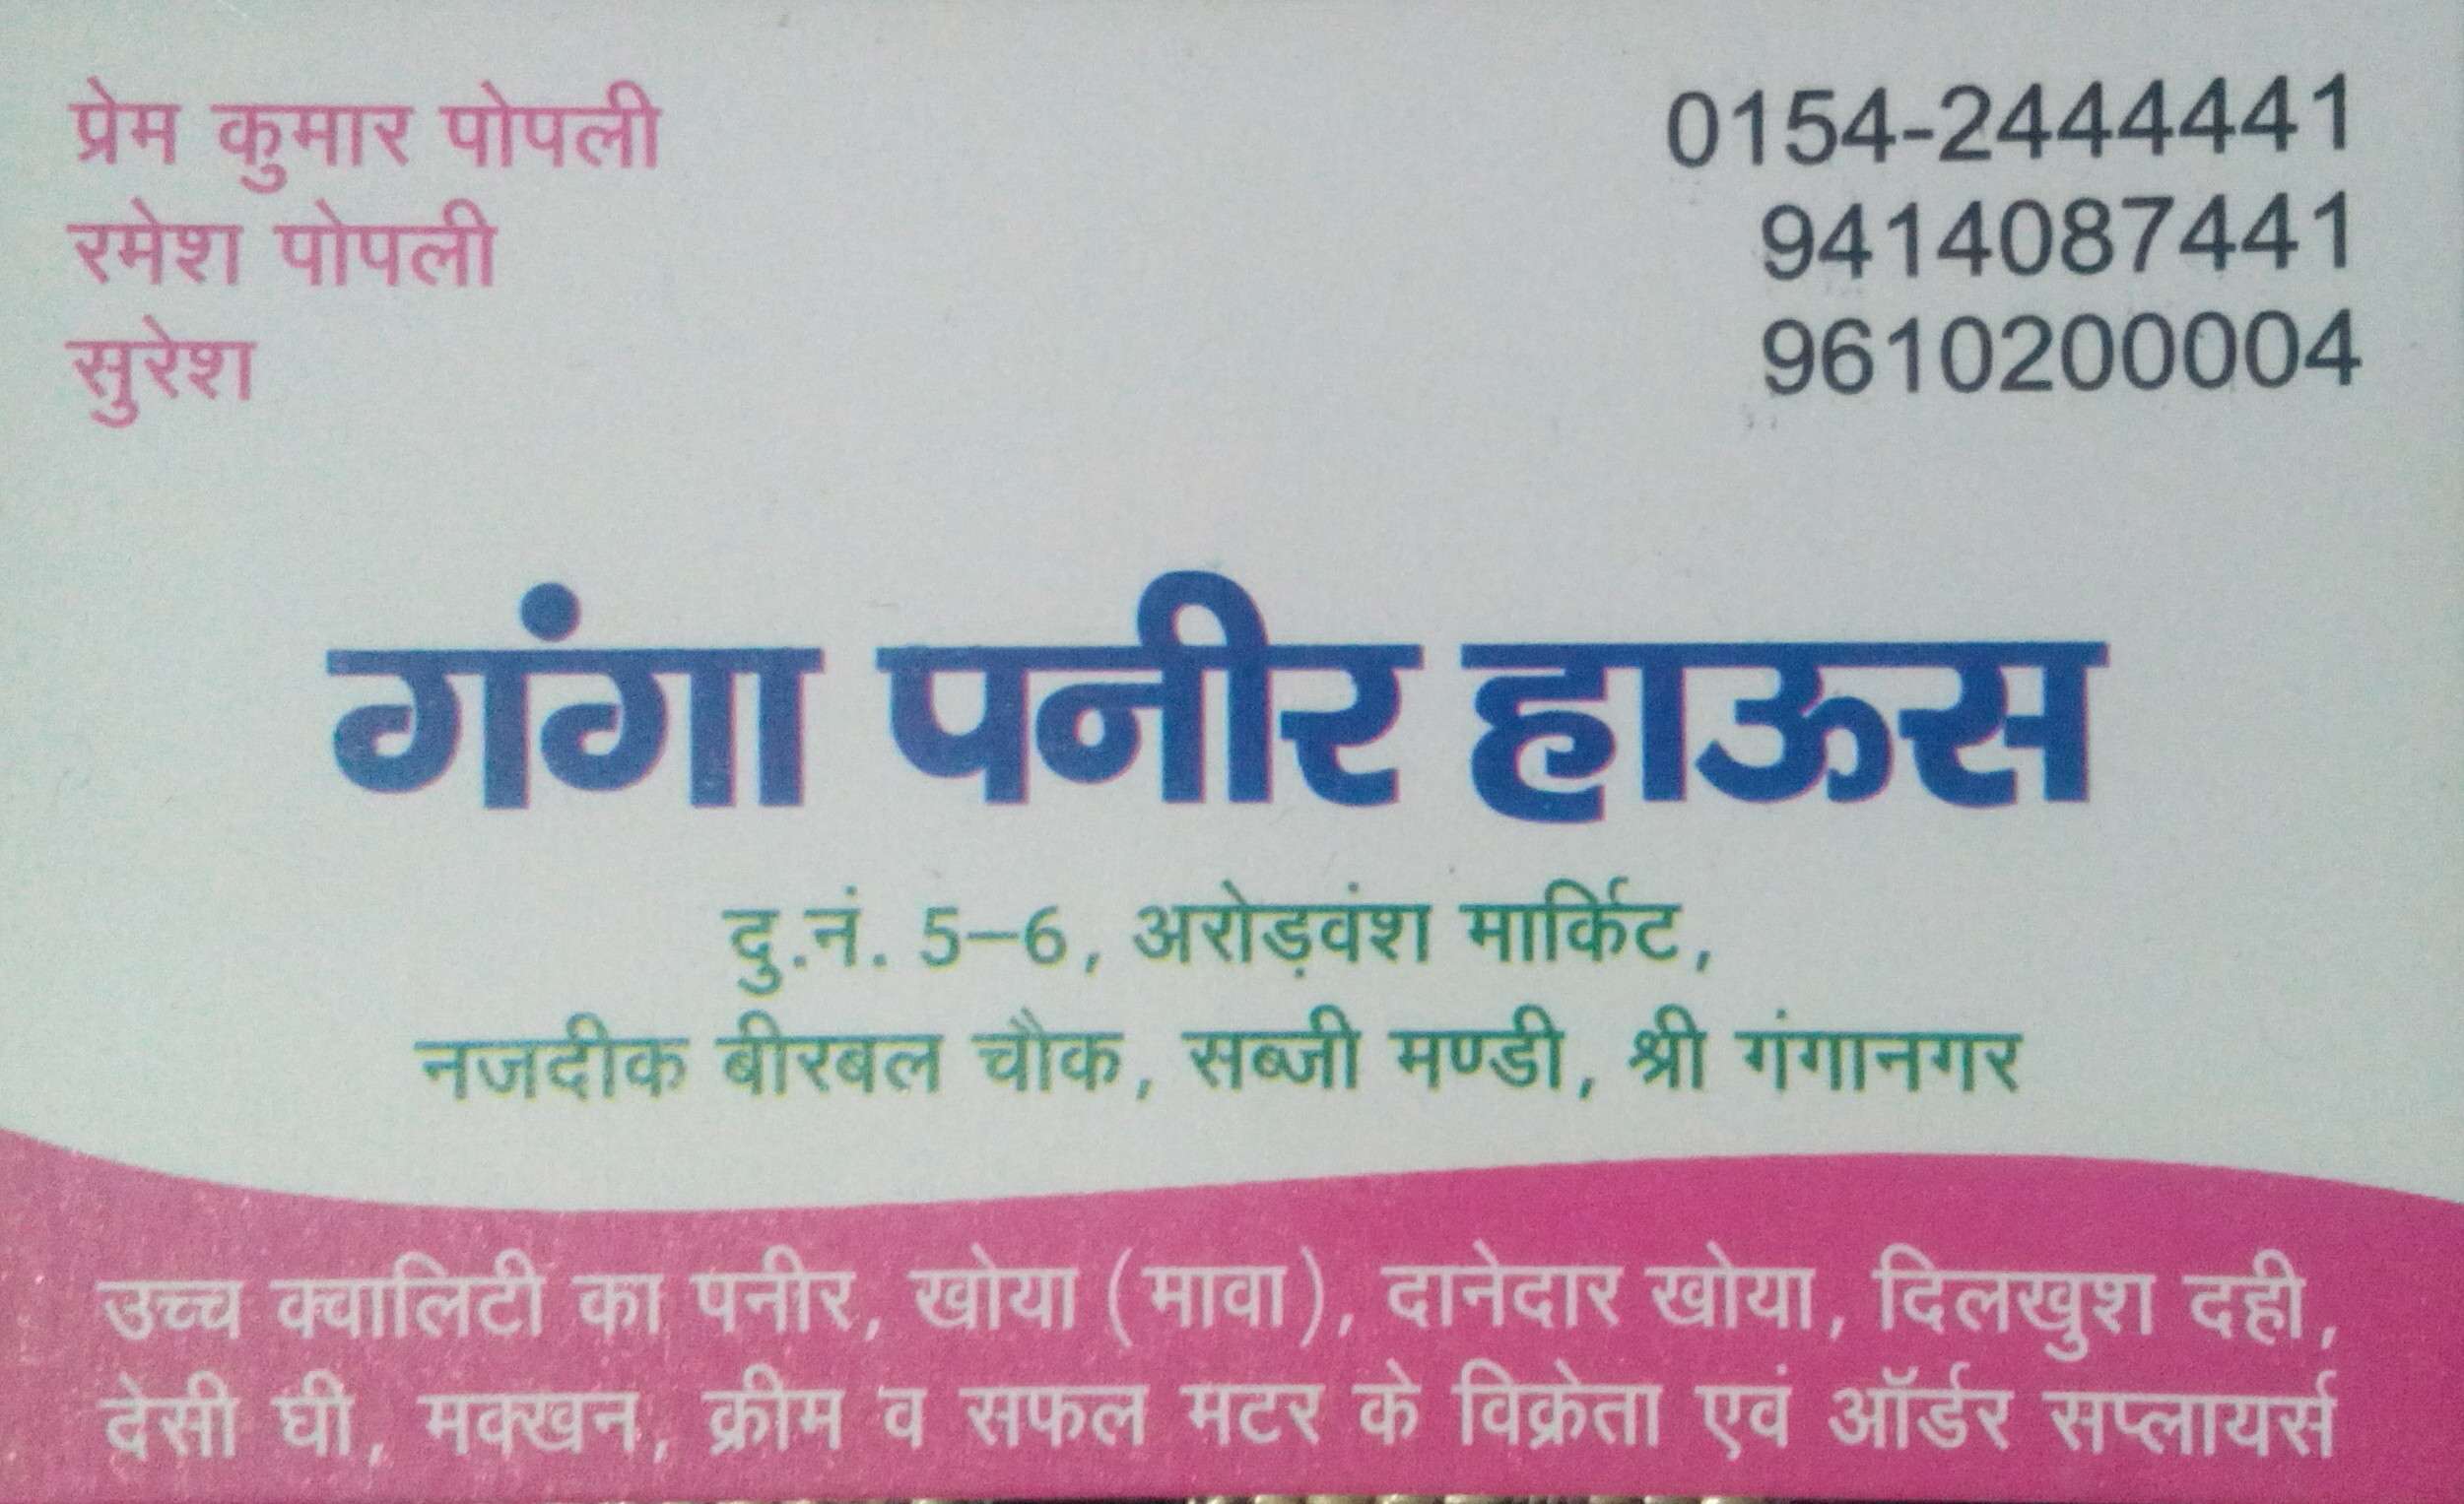 प्रेम कुमार पोपली 0154-2444441
रमेश पोपली 9414087441
सुरेश 9610200004
गंगा पनीर हाऊस
दु.नं. 5–6, अरोड़वंश मार्किट,
नजदीक बीरबल चौक, सब्जी मण्डी, श्री गंगानगर
उच्च क्वालिटी का पनीर, खोया (मावा), दानेदार खोया, दिलखुश दही,
देसी घी, मक्खन, क्रीम व सफल मटर के विक्रेता एवं ऑर्डर सप्लायर्स